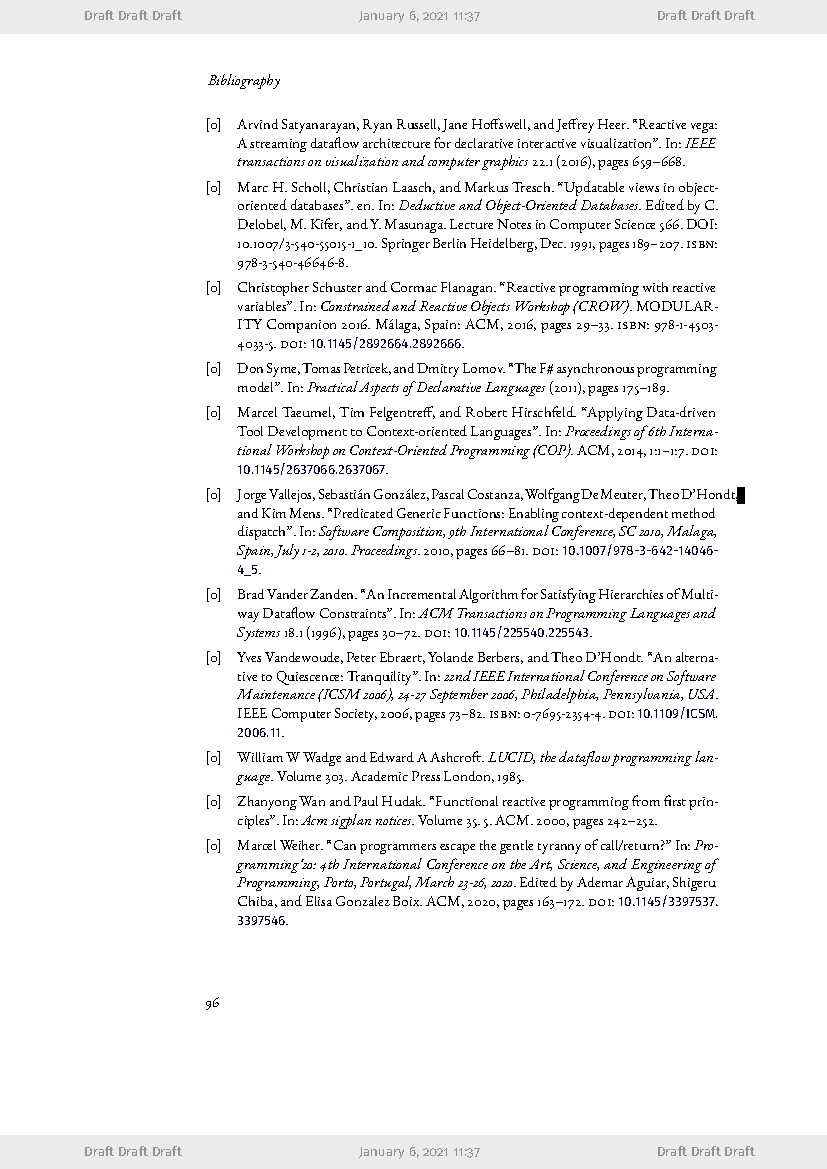 Draft Draft Draft January 6, 2021 11:37 Draft Draft Draft
Bibliography
[0] Arvind Satyanarayan, Ryan Russell, Jane Hoffswell, and Jeffrey Heer. “Reactive vega:
A streaming dataflow architecture for declarative interactive visualization”. In: IEEE
transactions on visualization and computer graphics 22.1 (2016), pages 659–668.
[0] Marc H. Scholl, Christian Laasch, and Markus Tresch. “Updatable views in object-
oriented databases”. en. In: Deductive and Object-Oriented Databases. Edited by C.
Delobel, M. Kifer, and Y. Masunaga. Lecture Notes in Computer Science 566. DOI:
10.1007/3-540-55015-1_10. Springer Berlin Heidelberg, Dec. 1991, pages 189–207. ISBN:
978-3-540-46646-8.
[0] Christopher Schuster and Cormac Flanagan. “Reactive programming with reactive
variables”. In: Constrained and Reactive Objects Workshop (CROW). MODULAR-
ITY Companion 2016. Málaga, Spain: ACM, 2016, pages 29–33. ISBN: 978-1-4503-
4033-5. DOI: 10.1145/2892664.2892666.
[0] Don Syme, Tomas Petricek, and Dmitry Lomov. “The F# asynchronous programming
model”. In: Practical Aspects of Declarative Languages (2011), pages 175–189.
[0] Marcel Taeumel, Tim Felgentreff, and Robert Hirschfeld. “Applying Data-driven
Tool Development to Context-oriented Languages”. In: Proceedings of 6th Interna-
tional Workshop on Context-Oriented Programming (COP). ACM, 2014, 1:1–1:7. DOI:
10.1145/2637066.2637067.
[0] Jorge Vallejos, Sebastián González, Pascal Costanza, Wolfgang De Meuter, Theo D’Hondt,
and Kim Mens. “Predicated Generic Functions: Enabling context-dependent method
dispatch”. In: Software Composition, 9th International Conference, SC 2010, Malaga,
Spain, July 1-2, 2010. Proceedings. 2010, pages 66–81. DOI: 10.1007/978-3-642-14046-
4_5.
[0] Brad Vander Zanden. “An Incremental Algorithm for Satisfying Hierarchies of Multi-
way Dataflow Constraints”. In: ACM Transactions on Programming Languages and
Systems 18.1 (1996), pages 30–72. DOI: 10.1145/225540.225543.
[0] Yves Vandewoude, Peter Ebraert, Yolande Berbers, and Theo D’Hondt. “An alterna-
tive to Quiescence: Tranquility”. In: 22nd IEEE International Conference on Software
Maintenance (ICSM 2006), 24-27 September 2006, Philadelphia, Pennsylvania, USA.
IEEE Computer Society, 2006, pages 73–82. ISBN: 0-7695-2354-4. DOI: 10.1109/ICSM.
2006.11.
[0] William W Wadge and Edward A Ashcroft. LUCID, the dataflow programming lan-
guage. Volume 303. Academic Press London, 1985.
[0] Zhanyong Wan and Paul Hudak. “Functional reactive programming from first prin-
ciples”. In: Acm sigplan notices. Volume 35. 5. ACM. 2000, pages 242–252.
[0] Marcel Weiher. “Can programmers escape the gentle tyranny of call/return?” In: Pro-
gramming’20: 4th International Conference on the Art, Science, and Engineering of
Programming, Porto, Portugal, March 23-26, 2020. Edited by Ademar Aguiar, Shigeru
Chiba, and Elisa Gonzalez Boix. ACM, 2020, pages 163–172. DOI: 10.1145/3397537.
3397546.
96
Draft Draft Draft January 6, 2021 11:37 Draft Draft Draft